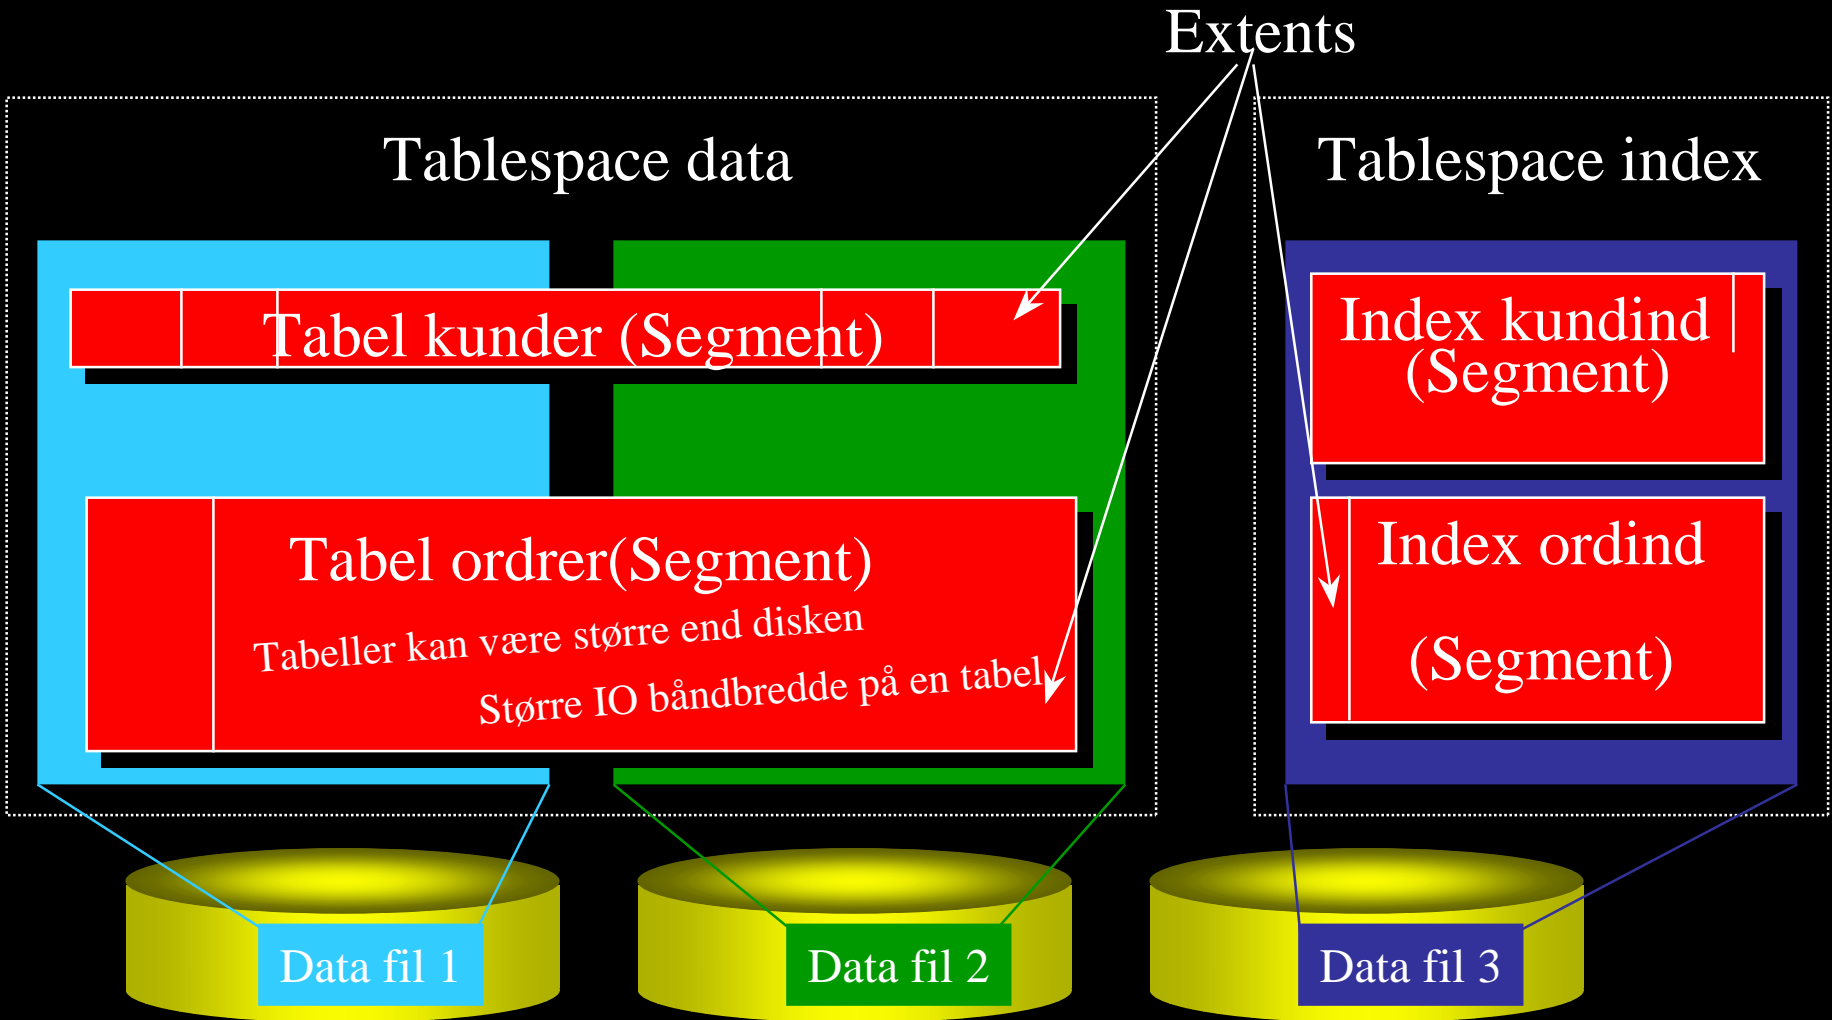 Extents
Tablespace data
Tablespace index
Tabel kunder (Segment)
Index kundind
(Segment)
Tabel ordrer(Segment)
Tabeller kan være større end disken
Større IO båndbredde på en tabel
Index ordind
(Segment)
Data fil 1
Data fil 2
Data fil 3